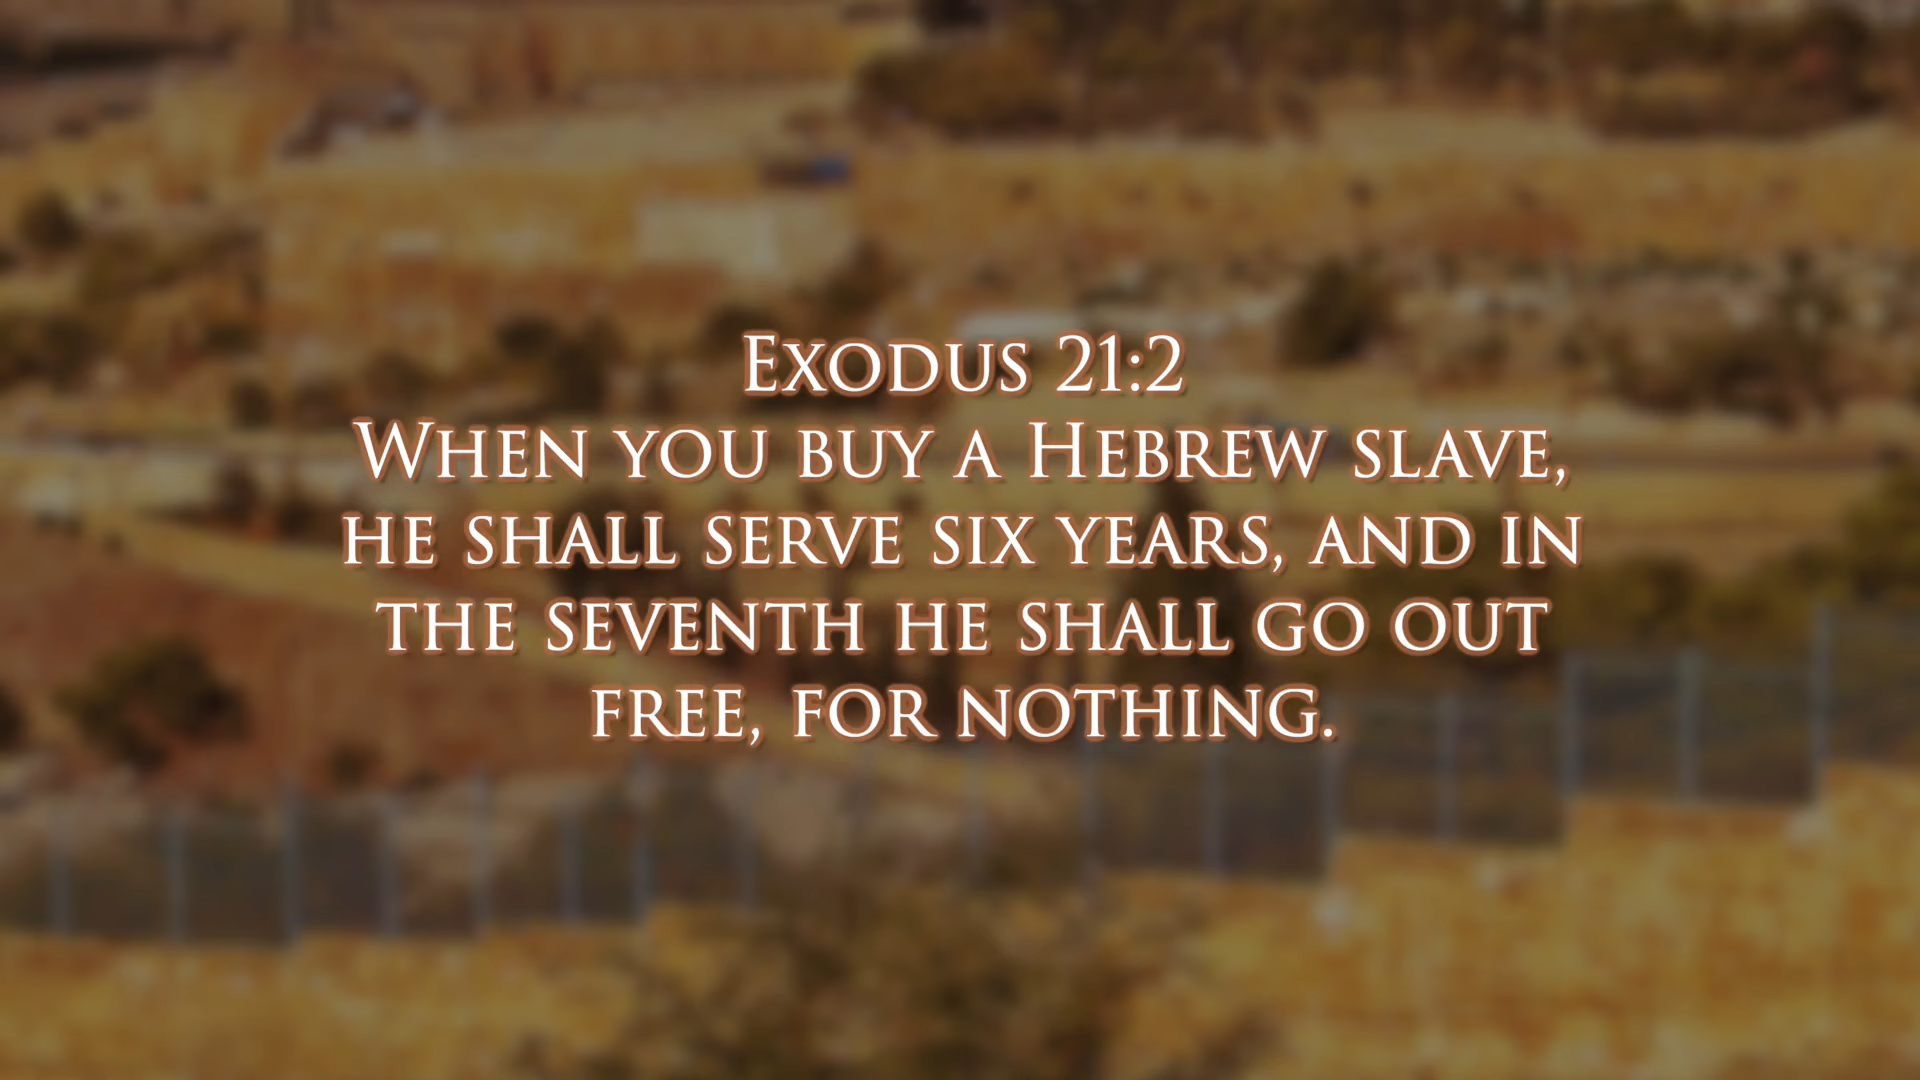 Exodus 21:2
When you buy a Hebrew slave,
he shall serve six years, and in
the seventh he shall go out
free, for nothing.